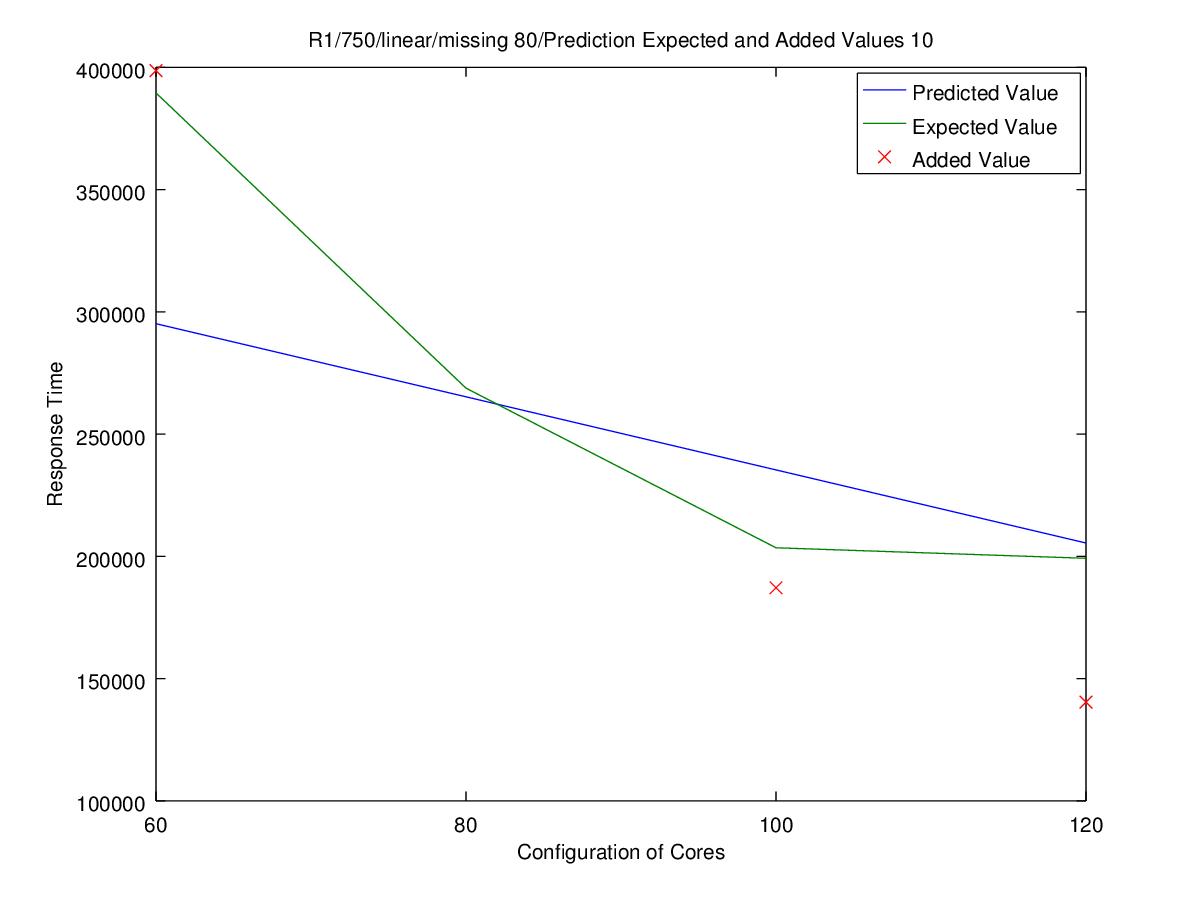 R1/750/linear/missing 80/Prediction Expected and Added Values 10
400000
350000
300000
250000
200000
150000
100000
60
80
100
120
Response Time
Configuration of Cores
Predicted Value
Expected Value
Added Value